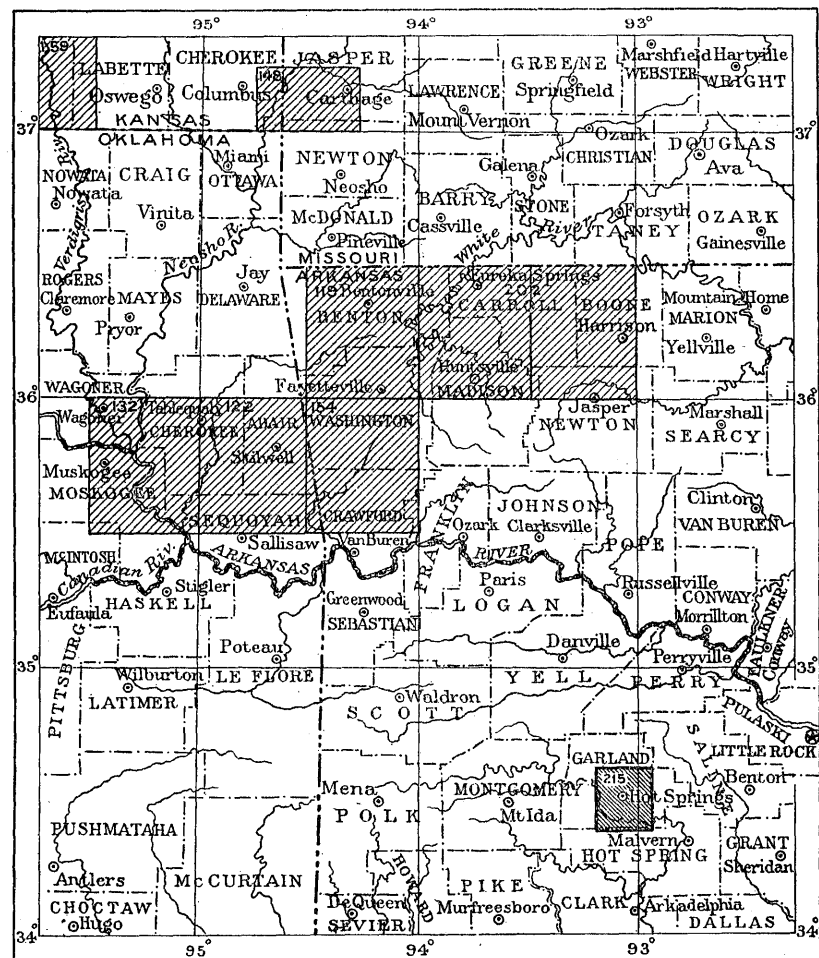 95° 94° 93°
159 LABETTE CHEROKEE JASPER GREENE Marshfield Hartville
148 WEBSTER WRIGHT
Oswego Columbus Carthage LAWRENCE Springfield
KANSAS Mount Vernon
37° OKLAHOMA Ozark 37°
Miami NEWTON Galena CHRISTIAN DOUGLAS
NOWATA CRAIG OTTAWA Ava
Nowata Neosho BARRY STONE
Verdigris Riv. Vinita McDONALD Cassville Forsyth OZARK
Neosho R. Pineville White River TANEY Gainesville
MISSOURI
ARKANSAS
ROGERS Jay 119 Bentonville Eureka Springs
Claremore MAYES DELAWARE BENTON 202 CARROLL BOONE Mountain Home
Pryor Harrison MARION
Huntsville Yellville
WAGONER Fayetteville MADISON
36° 36°
Wagoner 132 Tahlequah 122 154 Jasper Marshall
CHEROKEE ADAIR WASHINGTON NEWTON SEARCY
Muskogee Stilwell
MOSKOGEE JOHNSON Clinton
SEQUOYAH CRAWFORD FRANKLIN Ozark Clarksville VAN BUREN
McINTOSH Sallisaw Van Buren POPE
Canadian Riv. ARKANSAS RIVER
Stigler Paris Russellville CONWAY
Eufaula HASKELL Greenwood LOGAN Morrillton FAULKNER
SEBASTIAN Conway
PITTSBURG Poteau Danville Perryville
35° 35°
Wilburton LE FLORE YELL PERRY
LATIMER Waldron PULASKI
SCOTT SALINE LITTLE ROCK
GARLAND
215 Benton
Mena MONTGOMERY Hot Springs
PUSHMATAHA POLK Mt Ida
Malvern GRANT
HOT SPRING Sheridan
Antlers McCURTAIN HOWARD PIKE
CHOCTAW De Queen Murfreesboro CLARK Arkadelphia
Hugo SEVIER DALLAS
34° 34°
95° 94° 93°